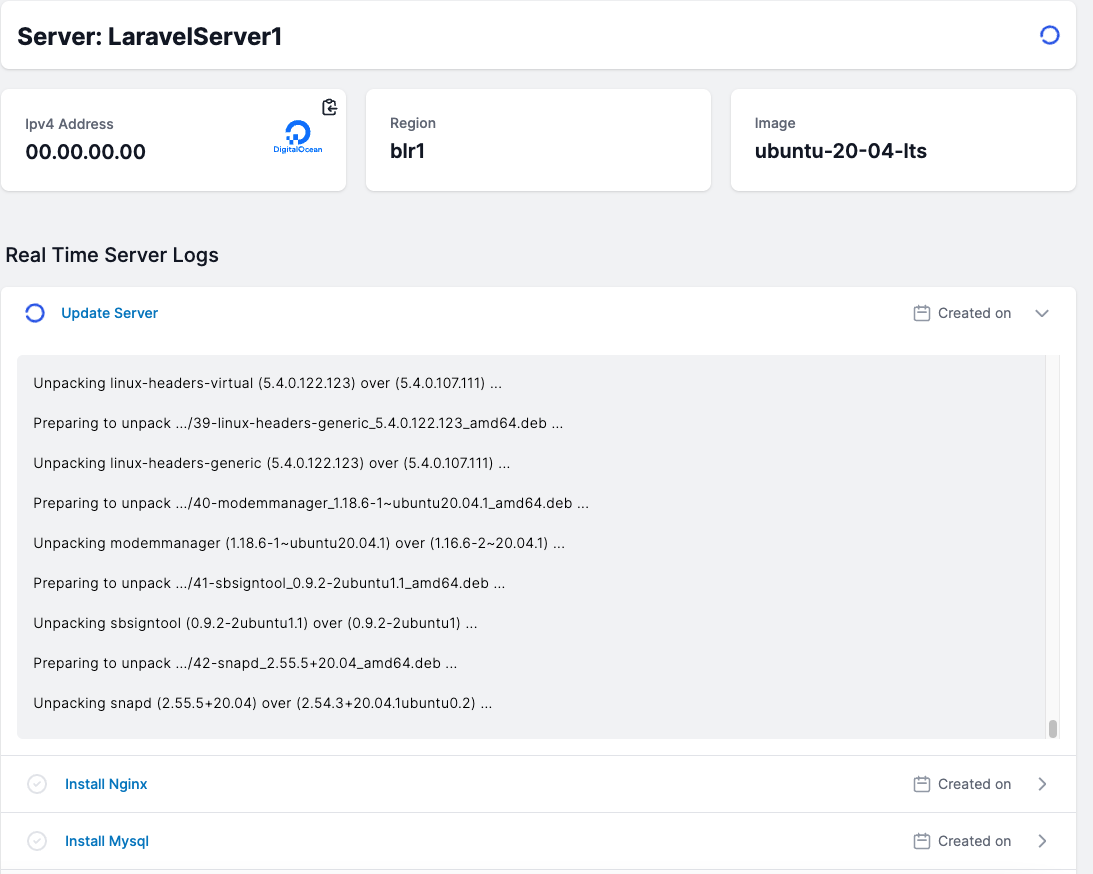 Server: LaravelServer1
Ipv4 Address
00.00.00.00
DigitalOcean
Region
blr1
Image
ubuntu-20-04-lts
Real Time Server Logs
Update Server
Created on
Unpacking linux-headers-virtual (5.4.0.122.123) over (5.4.0.107.111) ...
Preparing to unpack .../39-linux-headers-generic_5.4.0.122.123_amd64.deb ...
Unpacking linux-headers-generic (5.4.0.122.123) over (5.4.0.107.111) ...
Preparing to unpack .../40-modemmanager_1.18.6-1~ubuntu20.04.1_amd64.deb ...
Unpacking modemmanager (1.18.6-1~ubuntu20.04.1) over (1.16.6-2~20.04.1) ...
Preparing to unpack .../41-sbsigntool_0.9.2-2ubuntu1.1_amd64.deb ...
Unpacking sbsigntool (0.9.2-2ubuntu1.1) over (0.9.2-2ubuntu1) ...
Preparing to unpack .../42-snapd_2.55.5+20.04_amd64.deb ...
Unpacking snapd (2.55.5+20.04) over (2.54.3+20.04.1ubuntu0.2) ...
Install Nginx
Created on
Install Mysql
Created on